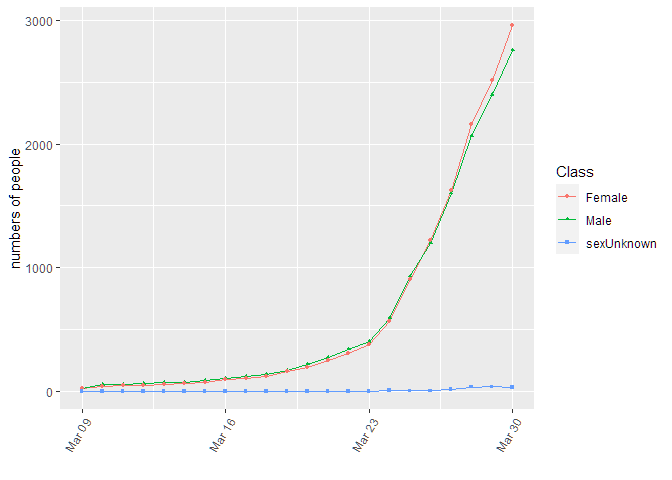 3000
2000
1000
0
numbers of people
Mar 09
Mar 16
Mar 23
Mar 30
Class
Female
Male
sexUnknown